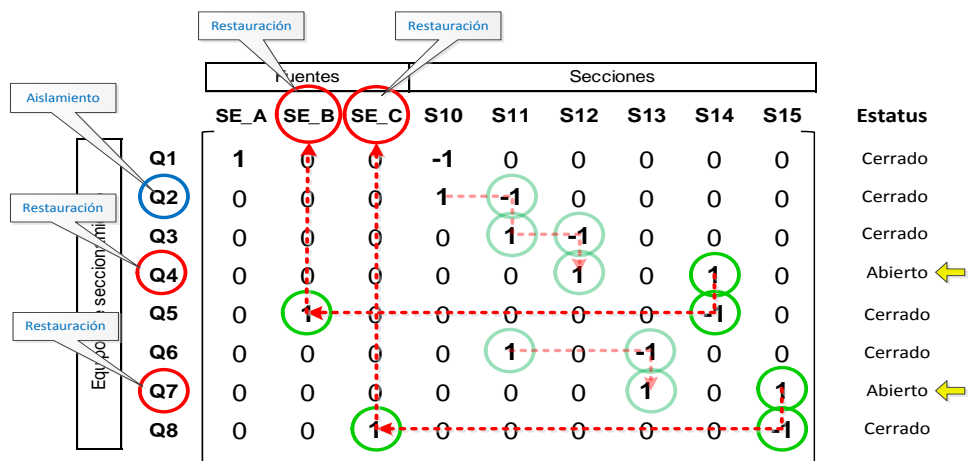 Restauración Restauración
Fuentes Secciones
Aislamiento
SE_A SE_B SE_C S10 S11 S12 S13 S14 S15 Estatus
Q1 1 0 0 -1 0 0 0 0 0 Cerrado
Q2 0 0 0 1 -1 0 0 0 0 Cerrado
Restauración
Q3 0 0 0 0 1 -1 0 0 0 Cerrado
Q4 0 0 0 0 0 1 0 1 0 Abierto
Q5 0 1 0 0 0 0 0 -1 0 Cerrado
Restauración
Q6 0 0 0 0 1 0 -1 0 0 Cerrado
Q7 0 0 0 0 0 0 1 0 1 Abierto
Q8 0 0 1 0 0 0 0 0 -1 Cerrado